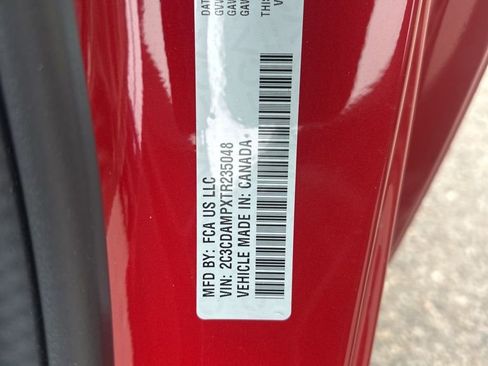 MFD BY: FCA US LLC
VIN: 2C3CDAMPXTR235048
VEHICLE MADE IN: CANADA